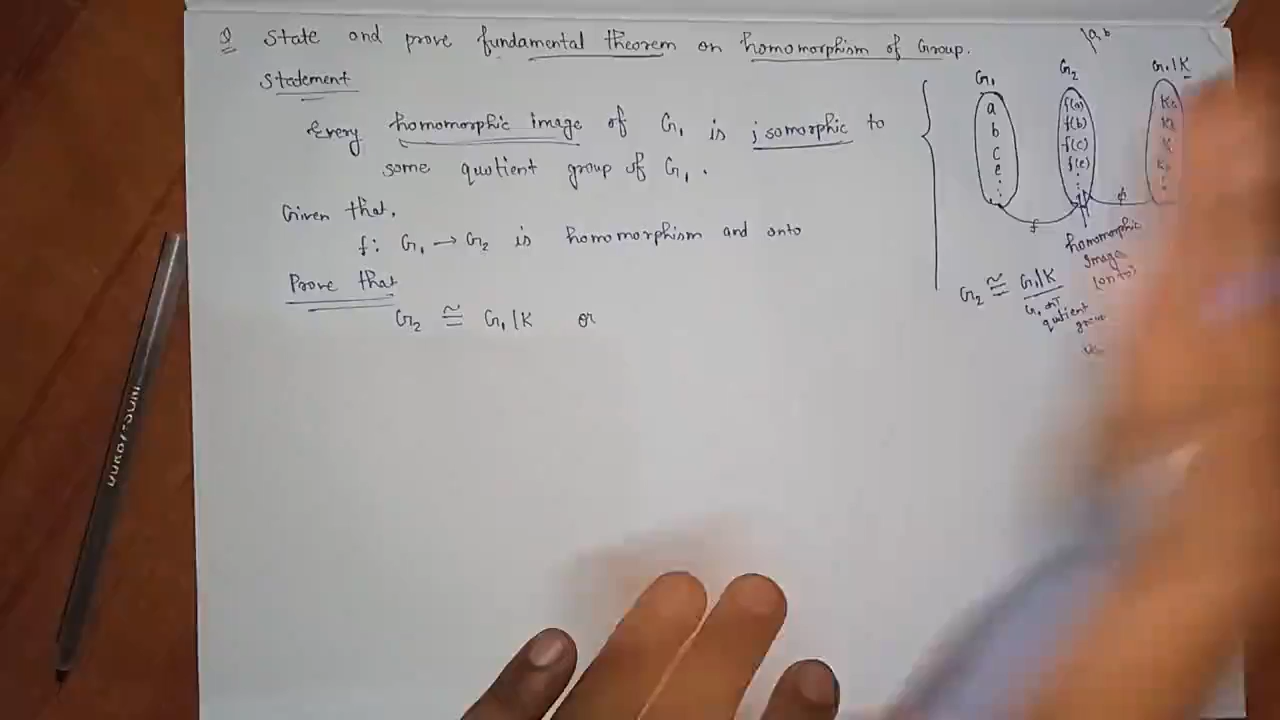 Q State and prove fundamental theorem on homomorphism of Group.
Statement
Every homomorphic image of G₁ is isomorphic to
some quotient group of G₁.
Given that,
f: G₁ → G₂ is homomorphism and onto
Prove that
G₂ ≅ G₁/K or
a, b
G₁ G₂ G₁/K
a f(a)
b f(b)
c f(c)
e f(e)
f ϕ
homomorphic
image
(onto)
G₂ ≅ G₁/K
quotient
DURBY-SONI